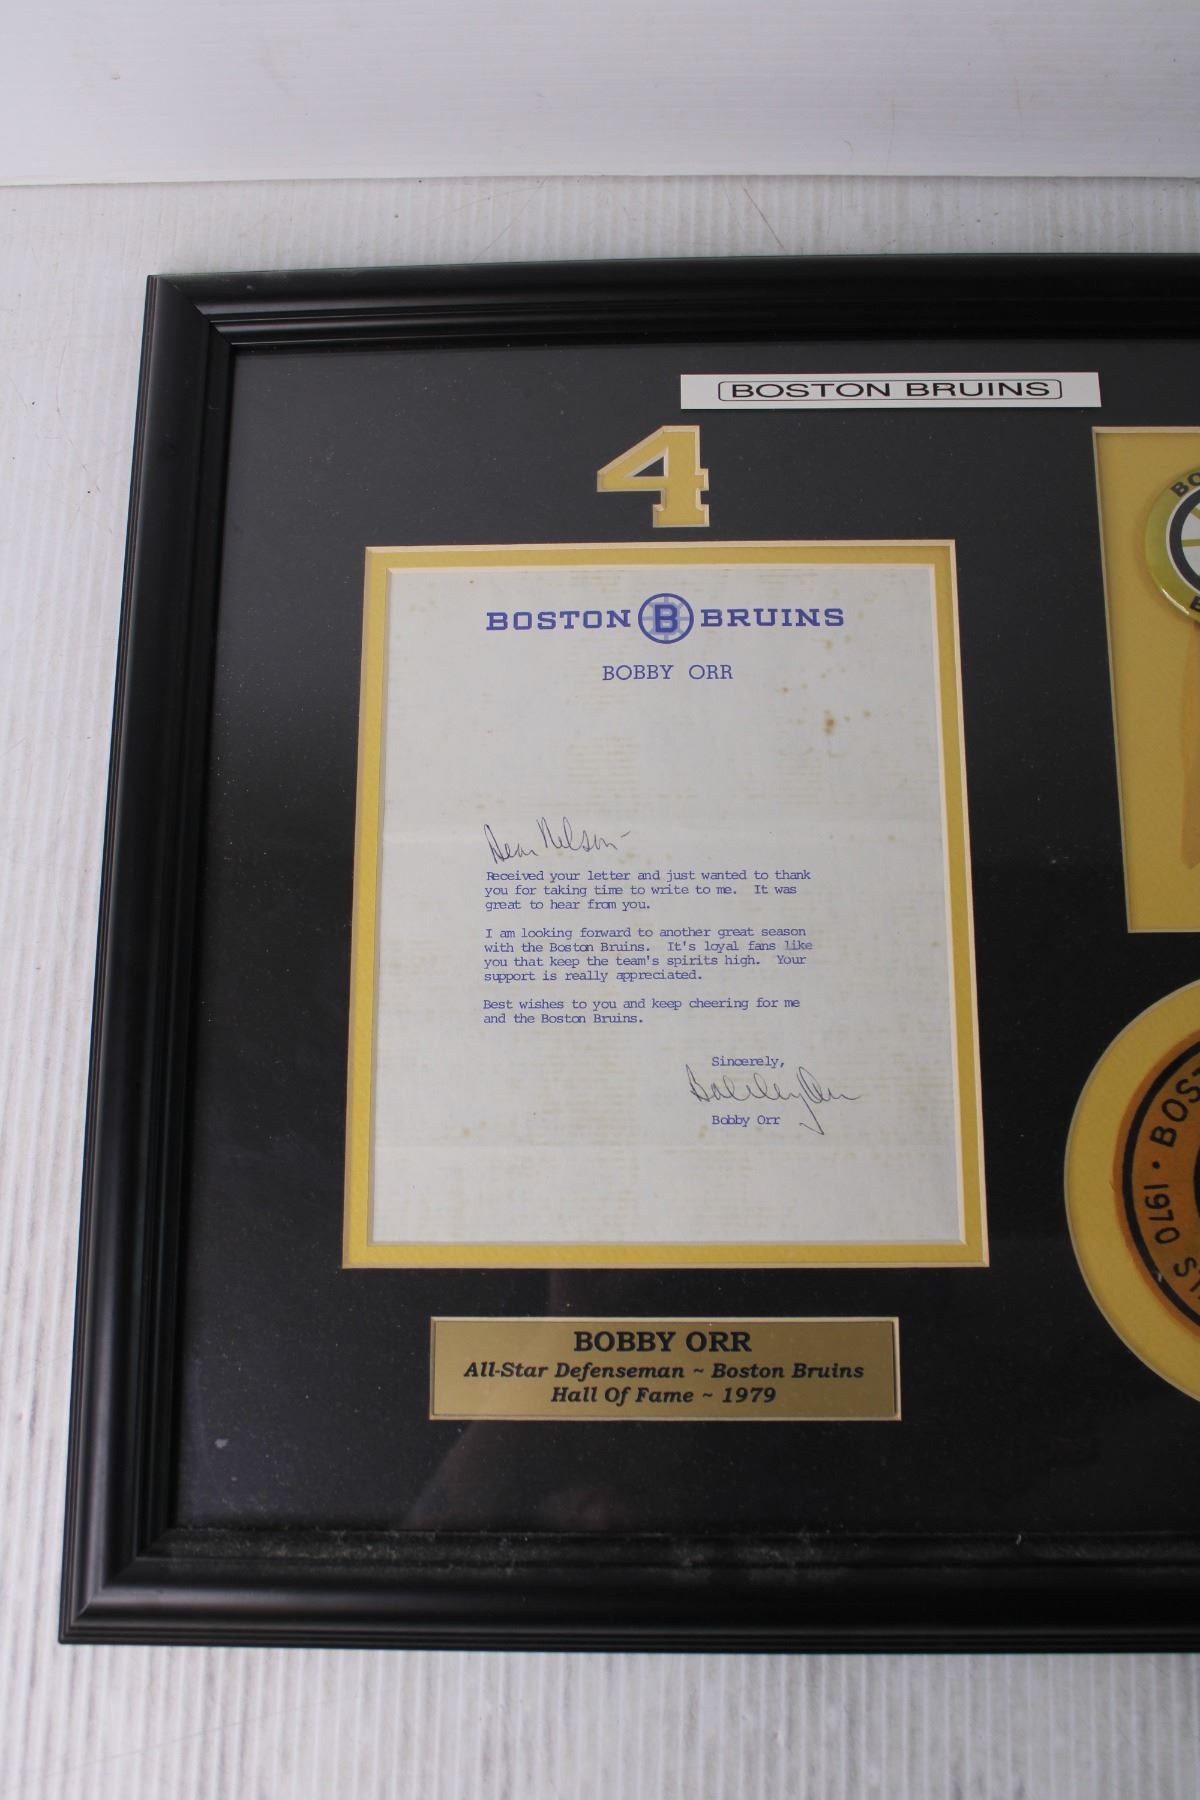 BOSTON BRUINS
4
BOSTON B BRUINS
BOBBY ORR
Dear Nelson-
Received your letter and just wanted to thank
you for taking time to write to me. It was
great to hear from you.
I am looking forward to another great season
with the Boston Bruins. It's loyal fans like
you that keep the team's spirits high. Your
support is really appreciated.
Best wishes to you and keep cheering for me
and the Boston Bruins.
Sincerely,
Bobby Orr
Bobby Orr
BOBBY ORR
All-Star Defenseman ~ Boston Bruins
Hall Of Fame ~ 1979
BO
B
BOST
• 1970
S